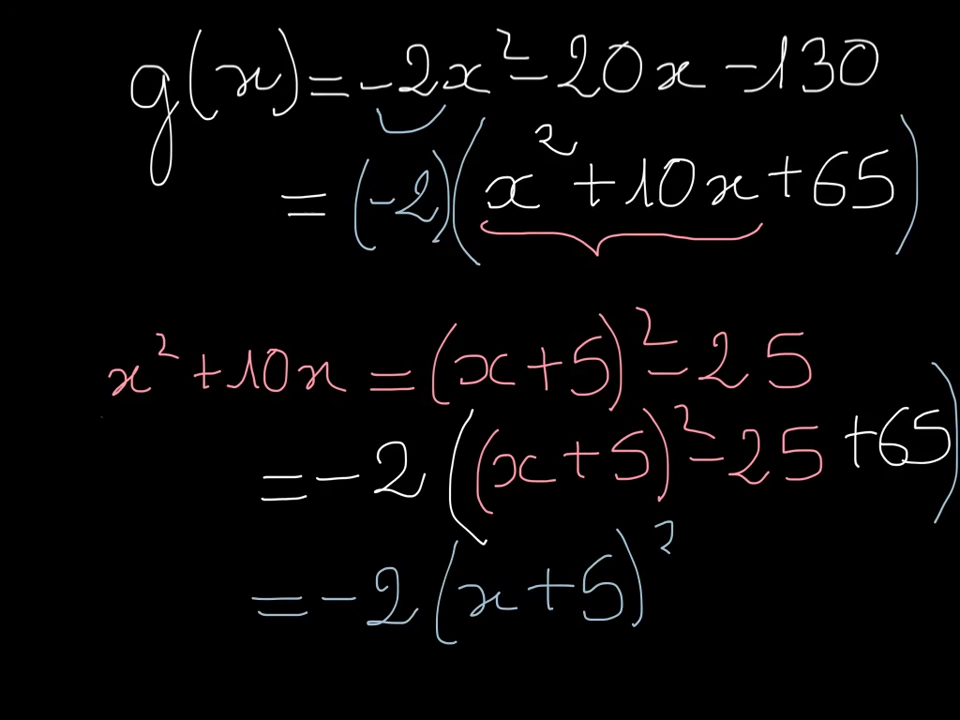 g(x) = -2x² - 20x - 130
= (-2)(x² + 10x + 65)
x² + 10x = (x + 5)² - 25
= -2((x + 5)² - 25 + 65)
= -2(x + 5)²